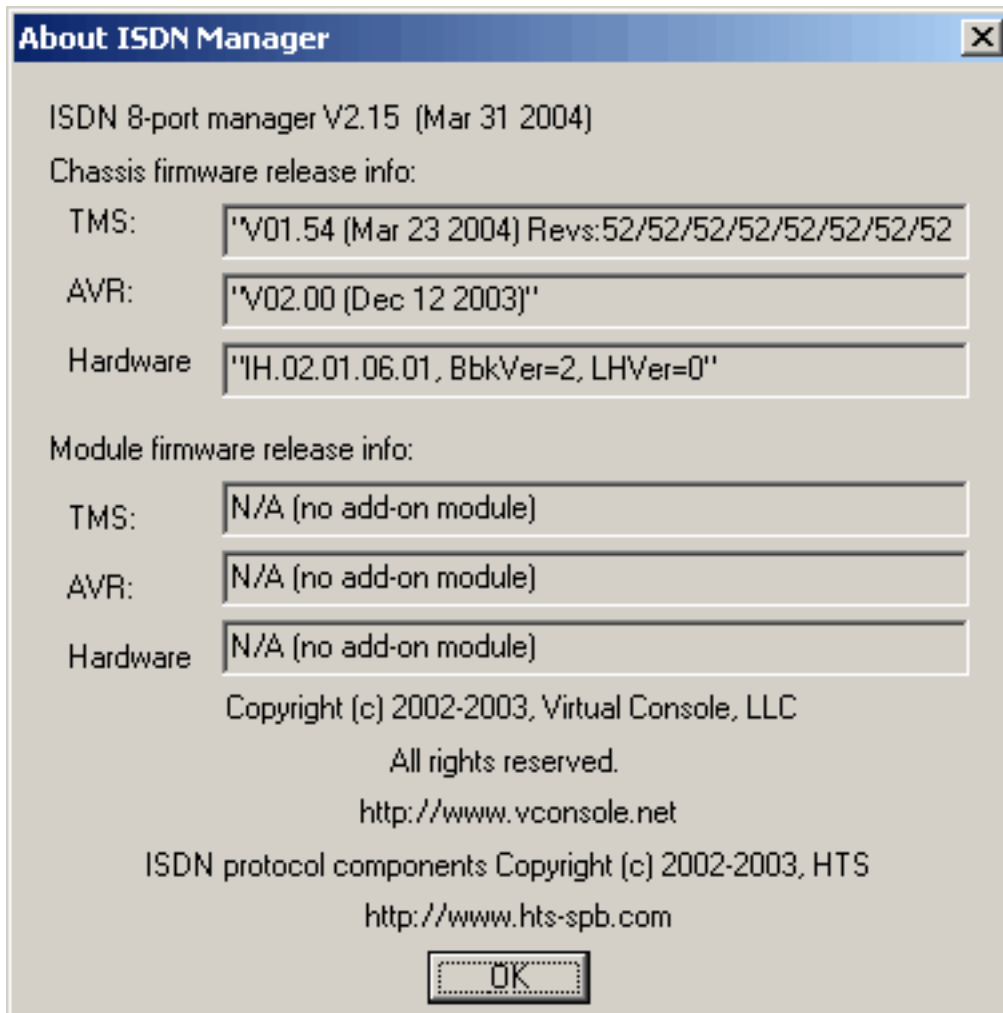 About ISDN Manager
ISDN 8-port manager V2.15 (Mar 31 2004)
Chassis firmware release info:
TMS: "V01.54 (Mar 23 2004) Revs:52/52/52/52/52/52/52/52
AVR: "V02.00 (Dec 12 2003)"
Hardware "IH.02.01.06.01, BbkVer=2, LHVer=0"
Module firmware release info:
TMS: N/A (no add-on module)
AVR: N/A (no add-on module)
Hardware N/A (no add-on module)
Copyright (c) 2002-2003, Virtual Console, LLC
All rights reserved.
http://www.vconsole.net
ISDN protocol components Copyright (c) 2002-2003, HTS
http://www.hts-spb.com
OK